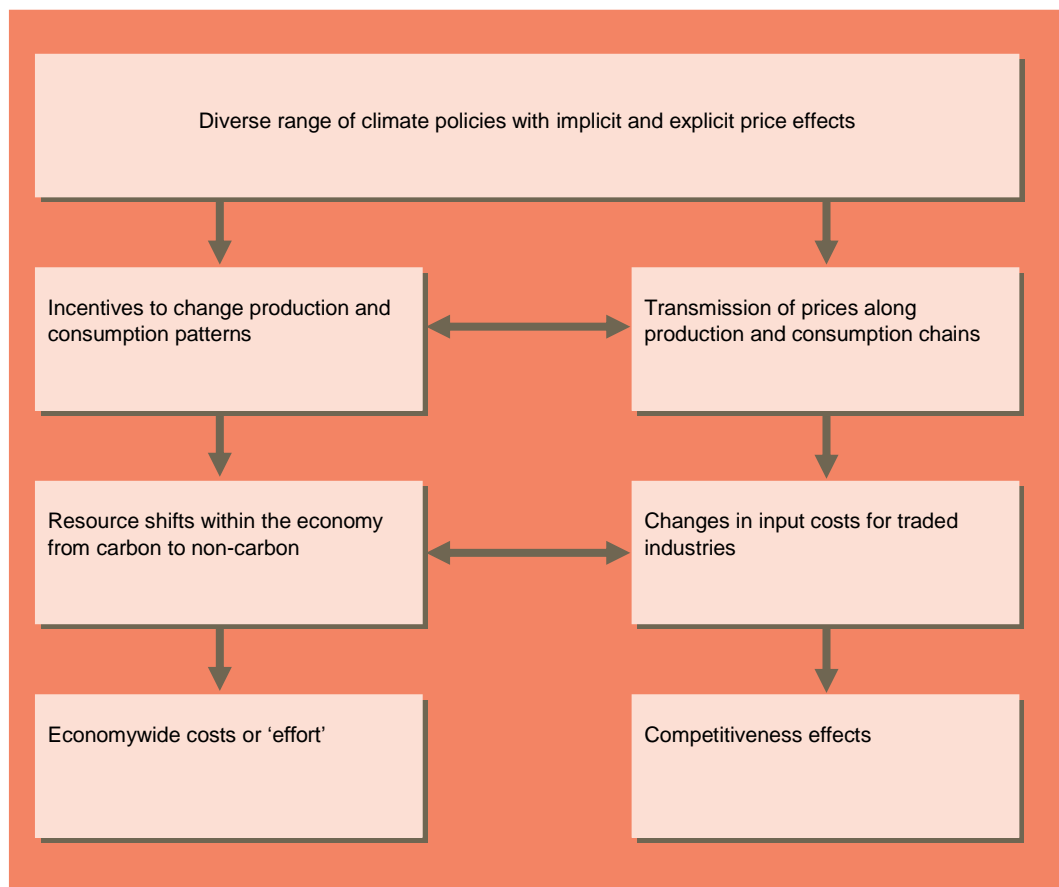 Diverse range of climate policies with implicit and explicit price effects
Incentives to change production and
consumption patterns
Transmission of prices along
production and consumption chains
Resource shifts within the economy
from carbon to non-carbon
Changes in input costs for traded
industries
Economywide costs or ‘effort’
Competitiveness effects